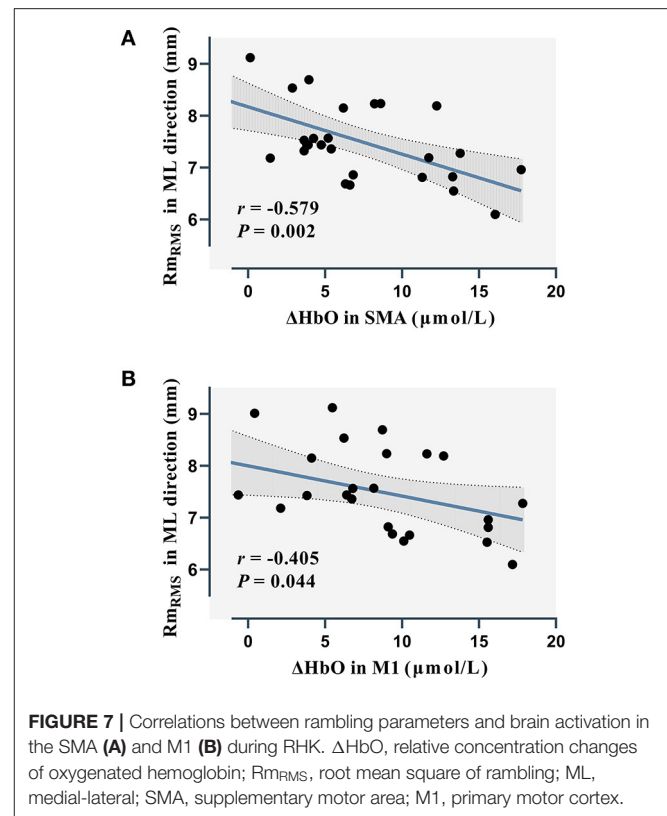 A
Rm_RMS in ML direction (mm)
9
8
7
6
r = -0.579
P = 0.002
0 5 10 15 20
ΔHbO in SMA (μmol/L)
B
Rm_RMS in ML direction (mm)
9
8
7
6
r = -0.405
P = 0.044
0 5 10 15 20
ΔHbO in M1 (μmol/L)
FIGURE 7 | Correlations between rambling parameters and brain activation in
the SMA (A) and M1 (B) during RHK. ΔHbO, relative concentration changes
of oxygenated hemoglobin; Rm_RMS, root mean square of rambling; ML,
medial-lateral; SMA, supplementary motor area; M1, primary motor cortex.